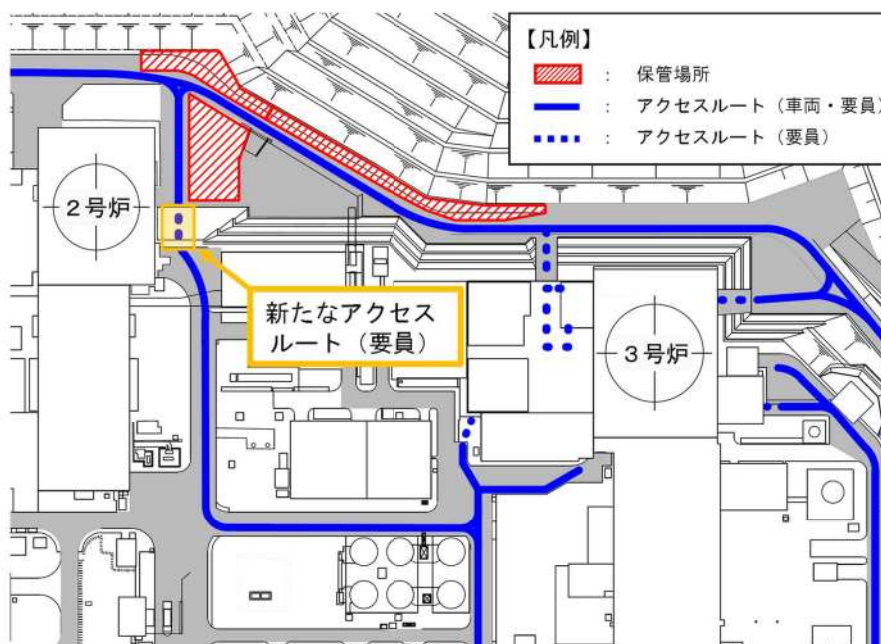 【凡例】
： 保管場所
： アクセスルート（車両・要員）
： アクセスルート（要員）
2号炉
新たなアクセス
ルート（要員）
3号炉